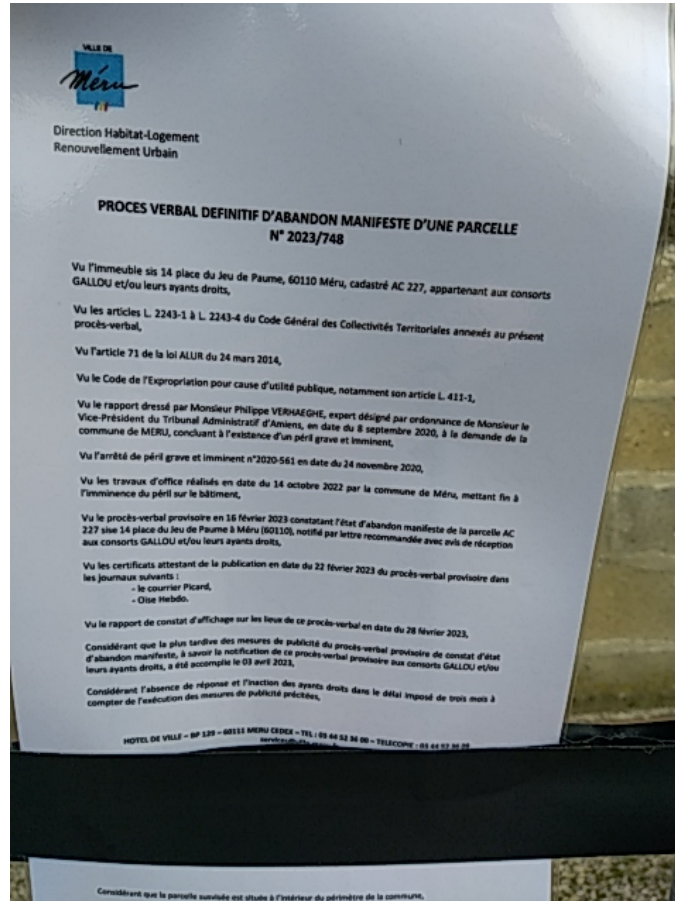 VILLE DE
Méru
Direction Habitat-Logement
Renouvellement Urbain
PROCES VERBAL DEFINITIF D'ABANDON MANIFESTE D'UNE PARCELLE
N° 2023/748
Vu l'immeuble sis 14 place du Jeu de Paume, 60110 Méru, cadastré AC 227, appartenant aux consorts
GALLOU et/ou leurs ayants droits,
Vu les articles L. 2243-1 à L. 2243-4 du Code Général des Collectivités Territoriales annexés au présent
procès-verbal,
Vu l'article 71 de la loi ALUR du 24 mars 2014,
Vu le Code de l'Expropriation pour cause d'utilité publique, notamment son article L. 411-1,
Vu le rapport dressé par Monsieur Philippe VERHAEGHE, expert désigné par ordonnance de Monsieur le
Vice-Président du Tribunal Administratif d'Amiens, en date du 8 septembre 2020, à la demande de la
commune de MERU, concluant à l'existence d'un péril grave et imminent,
Vu l'arrêté de péril grave et imminent n°2020-561 en date du 24 novembre 2020,
Vu les travaux d'office réalisés en date du 14 octobre 2022 par la commune de Méru, mettant fin à
l'imminence du péril sur le bâtiment,
Vu le procès-verbal provisoire en 16 février 2023 constatant l'état d'abandon manifeste de la parcelle AC
227 sise 14 place du Jeu de Paume à Méru (60110), notifié par lettre recommandée avec avis de réception
aux consorts GALLOU et/ou leurs ayants droits,
Vu les certificats attestant de la publication en date du 22 février 2023 du procès-verbal provisoire dans
les journaux suivants :
- le courrier Picard,
- Oise Hebdo.
Vu le rapport de constat d'affichage sur les lieux de ce procès-verbal en date du 28 février 2023,
Considérant que la plus tardive des mesures de publicité du procès-verbal provisoire de constat d'état
d'abandon manifeste, à savoir la notification de ce procès-verbal provisoire aux consorts GALLOU et/ou
leurs ayants droits, a été accomplie le 03 avril 2023,
Considérant l'absence de réponse et l'inaction des ayants droits dans le délai imposé de trois mois à
compter de l'exécution des mesures de publicité précitées,
HOTEL DE VILLE – BP 129 – 60111 MERU CEDEX – TEL : 03 44 52 36 00 – TELECOPIE : 03 44 52
Considérant que la parcelle susvisée est située à l'intérieur du périmètre de la commune,